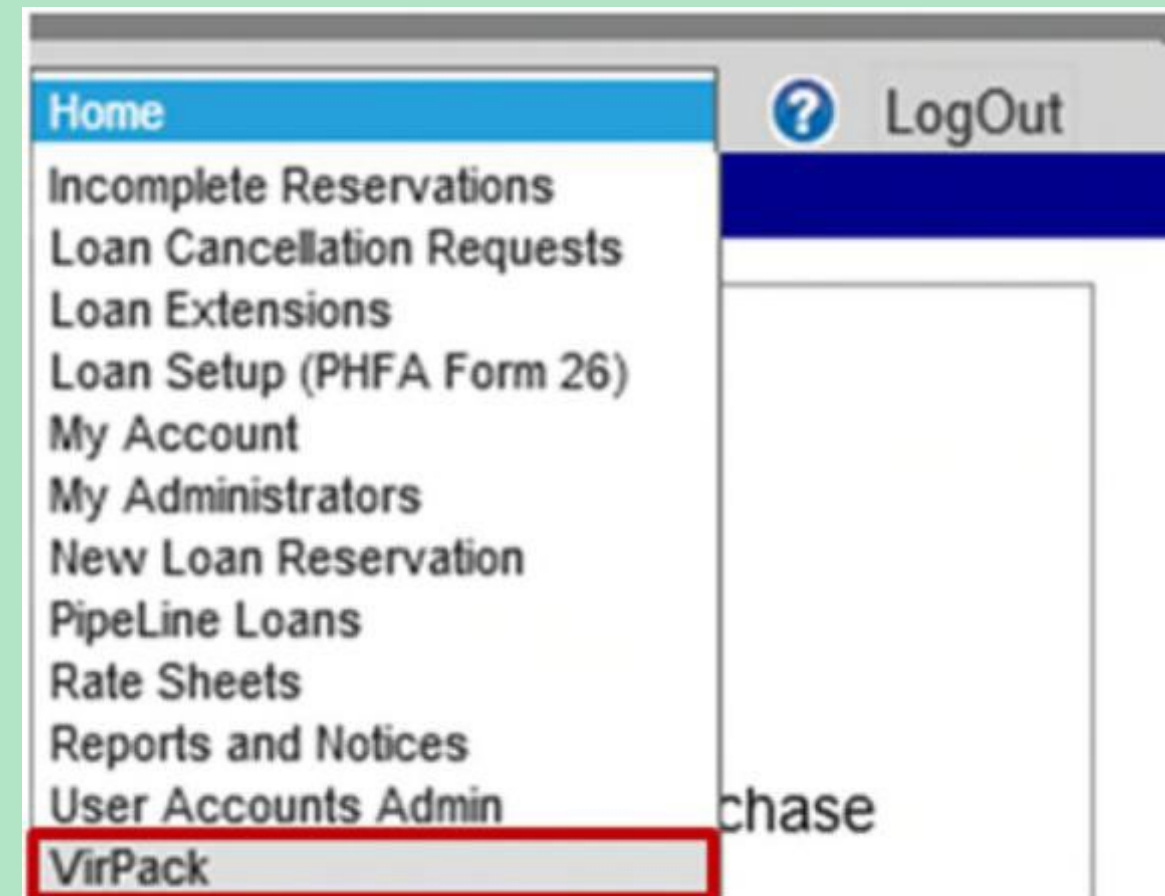 Home
LogOut
Incomplete Reservations
Loan Cancellation Requests
Loan Extensions
Loan Setup (PHFA Form 26)
My Account
My Administrators
New Loan Reservation
PipeLine Loans
Rate Sheets
Reports and Notices
User Accounts Admin
chase
VirPack